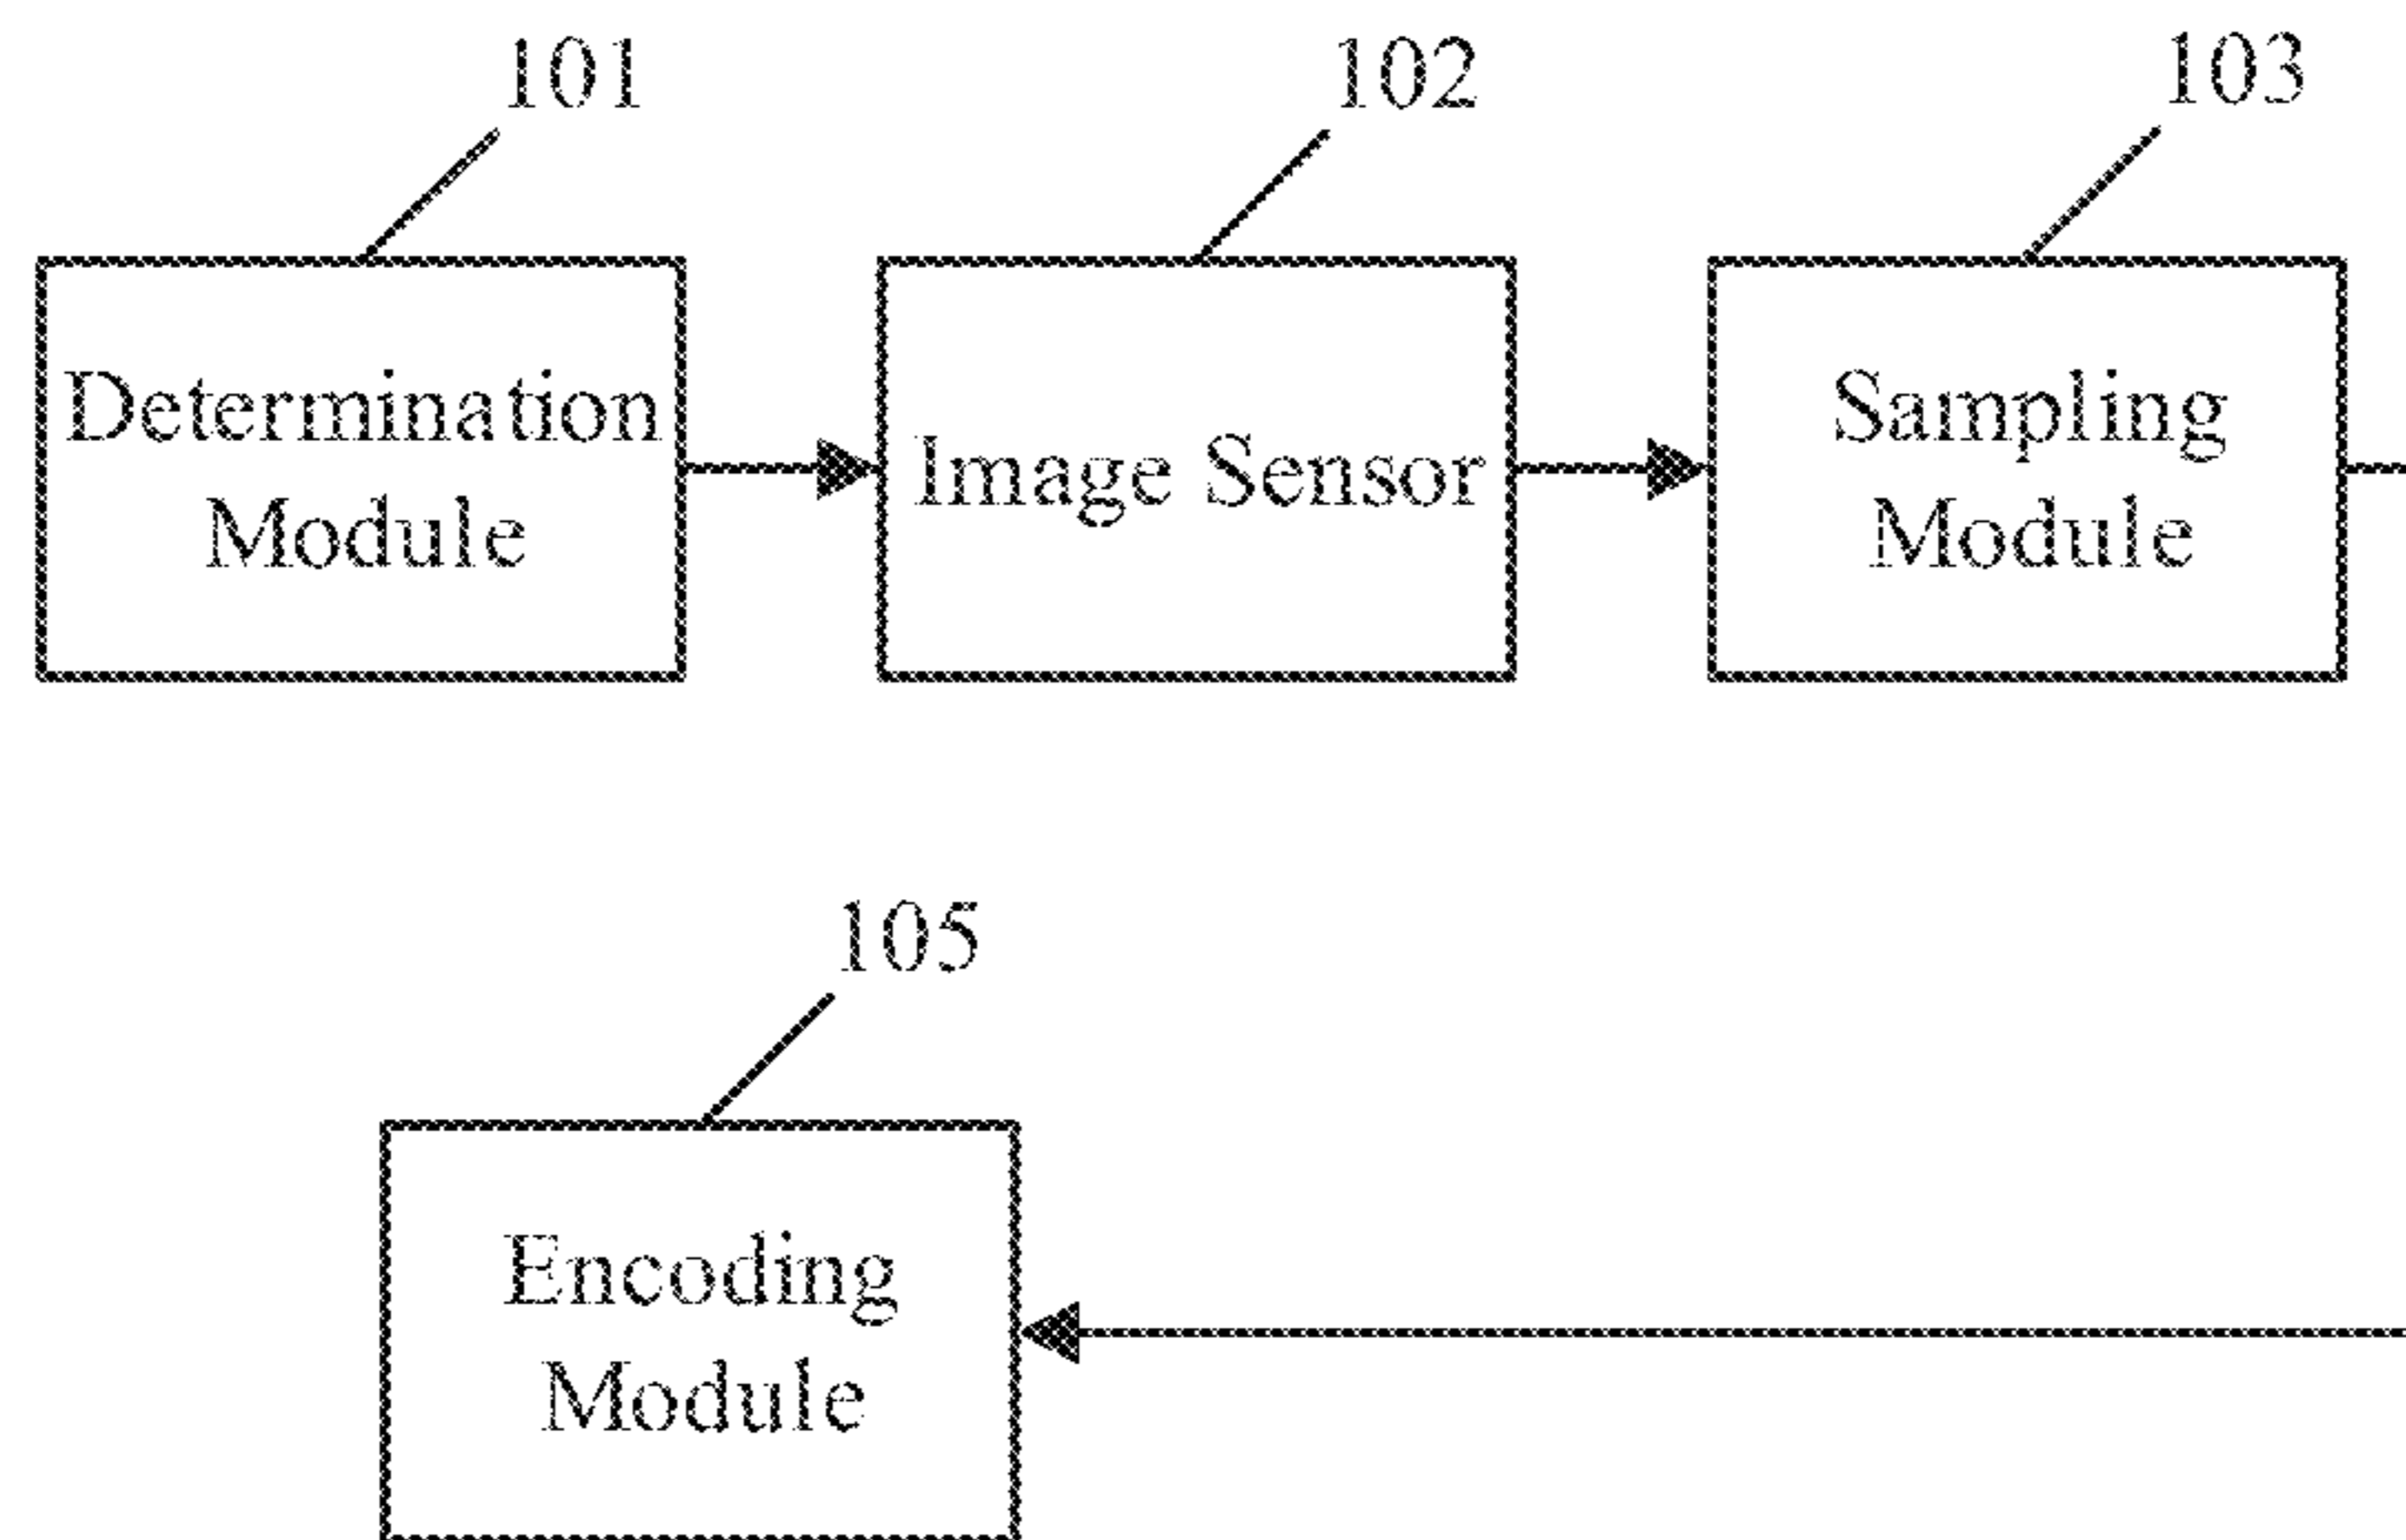 101
102
103
Determination
Module
Image Sensor
Sampling
Module
105
Encoding
Module